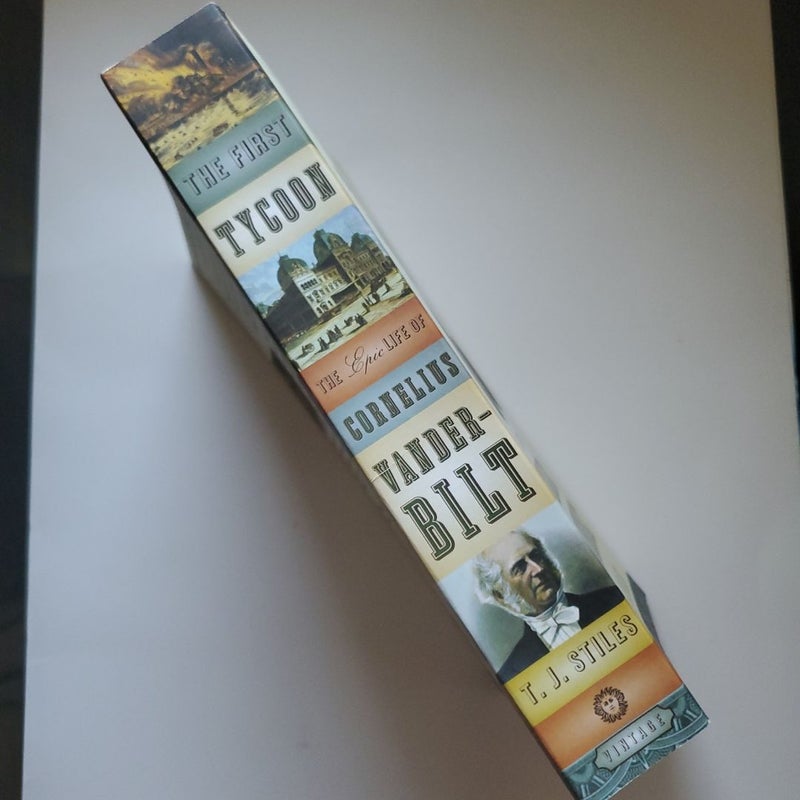 THE FIRST
TYCOON
THE Epic LIFE OF
CORNELIUS
VANDER-
BILT
T. J. STILES
VINTAGE